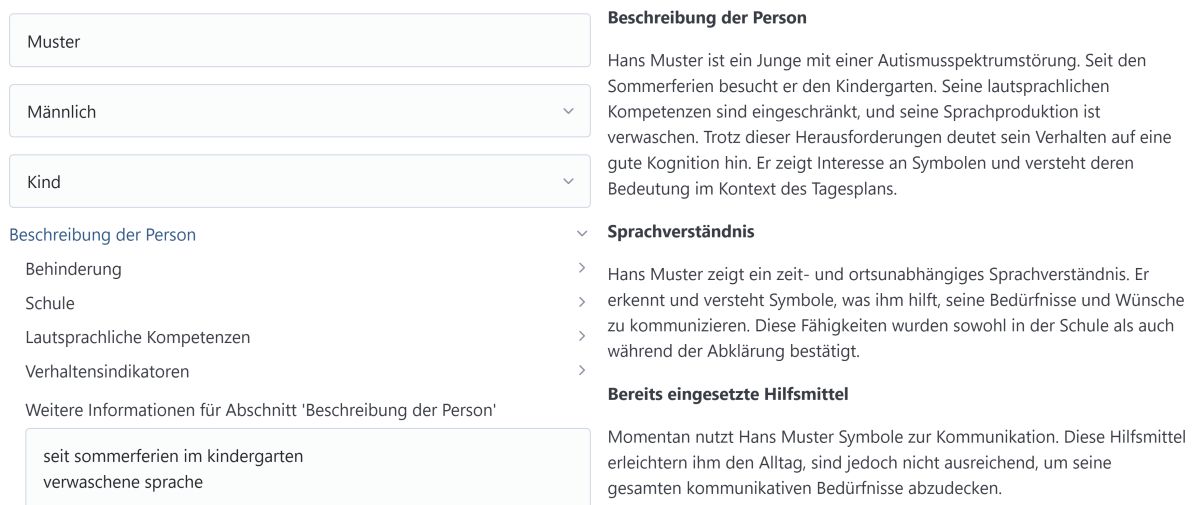 Muster
Männlich
Kind
Beschreibung der Person
Behinderung
Schule
Lautsprachliche Kompetenzen
Verhaltensindikatoren
Weitere Informationen für Abschnitt 'Beschreibung der Person'
seit sommerferien im kindergarten
verwaschene sprache
Beschreibung der Person
Hans Muster ist ein Junge mit einer Autismusspektrumstörung. Seit den
Sommerferien besucht er den Kindergarten. Seine lautsprachlichen
Kompetenzen sind eingeschränkt, und seine Sprachproduktion ist
verwaschen. Trotz dieser Herausforderungen deutet sein Verhalten auf eine
gute Kognition hin. Er zeigt Interesse an Symbolen und versteht deren
Bedeutung im Kontext des Tagesplans.
Sprachverständnis
Hans Muster zeigt ein zeit- und ortsunabhängiges Sprachverständnis. Er
erkennt und versteht Symbole, was ihm hilft, seine Bedürfnisse und Wünsche
zu kommunizieren. Diese Fähigkeiten wurden sowohl in der Schule als auch
während der Abklärung bestätigt.
Bereits eingesetzte Hilfsmittel
Momentan nutzt Hans Muster Symbole zur Kommunikation. Diese Hilfsmittel
erleichtern ihm den Alltag, sind jedoch nicht ausreichend, um seine
gesamten kommunikativen Bedürfnisse abzudecken.